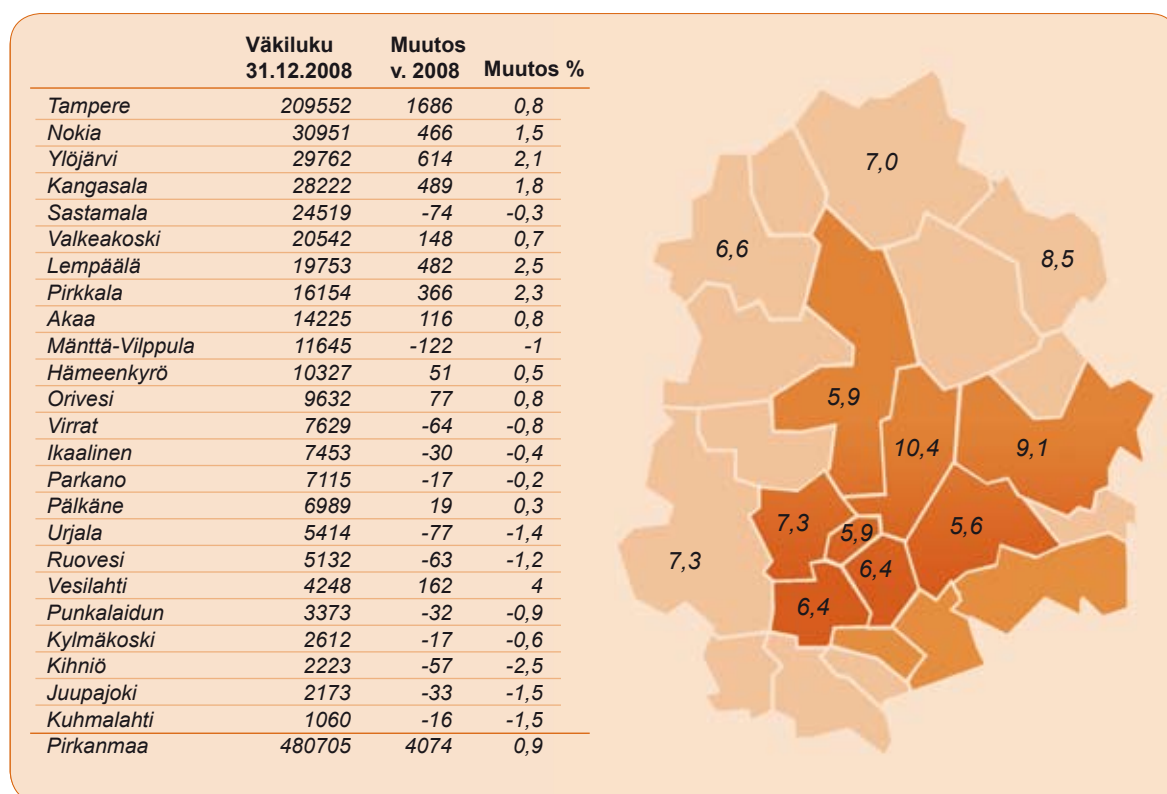 Väkiluku Muutos
31.12.2008 v. 2008 Muutos %
Tampere 209552 1686 0,8
Nokia 30951 466 1,5
Ylöjärvi 29762 614 2,1
Kangasala 28222 489 1,8
Sastamala 24519 -74 -0,3
Valkeakoski 20542 148 0,7
Lempäälä 19753 482 2,5
Pirkkala 16154 366 2,3
Akaa 14225 116 0,8
Mänttä-Vilppula 11645 -122 -1
Hämeenkyrö 10327 51 0,5
Orivesi 9632 77 0,8
Virrat 7629 -64 -0,8
Ikaalinen 7453 -30 -0,4
Parkano 7115 -17 -0,2
Pälkäne 6989 19 0,3
Urjala 5414 -77 -1,4
Ruovesi 5132 -63 -1,2
Vesilahti 4248 162 4
Punkalaidun 3373 -32 -0,9
Kylmäkoski 2612 -17 -0,6
Kihniö 2223 -57 -2,5
Juupajoki 2173 -33 -1,5
Kuhmalahti 1060 -16 -1,5
Pirkanmaa 480705 4074 0,9
7,0
6,6
8,5
5,9
10,4
9,1
7,3
5,9
5,6
7,3
6,4
6,4